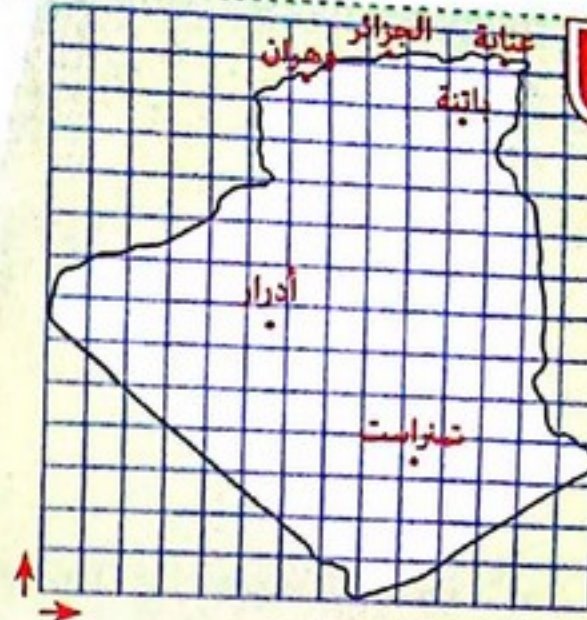 عنابة
الجزائر
وهران
باتنة
أدرار
تمنراست